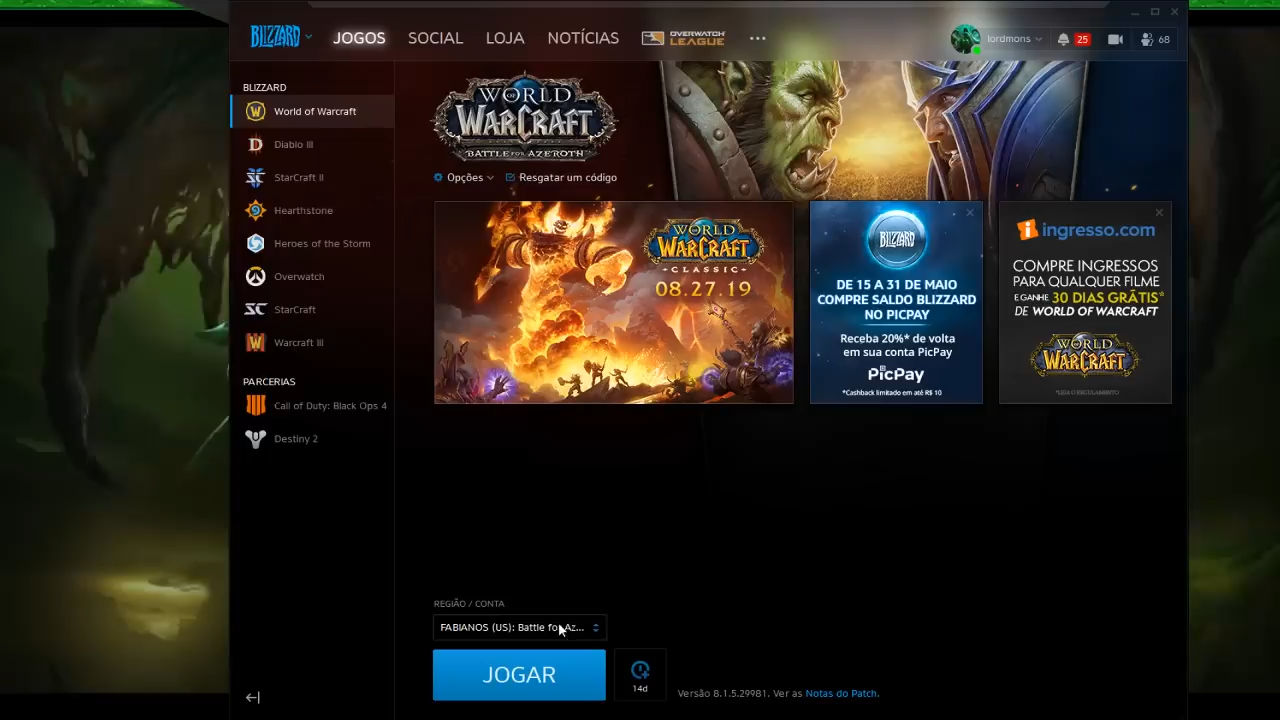 BLIZZARD
JOGOS
SOCIAL
LOJA
NOTÍCIAS
OVERWATCH
LEAGUE
lordmons
25
68
BLIZZARD
World of Warcraft
Diablo III
StarCraft II
Hearthstone
Heroes of the Storm
Overwatch
StarCraft
Warcraft III
PARCERIAS
Call of Duty: Black Ops 4
Destiny 2
WORLD
OF
WARCRAFT
BATTLE FOR AZEROTH
Opções
Resgatar um código
WORLD
OF
WARCRAFT
CLASSIC
08.27.19
BLIZZARD
DE 15 A 31 DE MAIO
COMPRE SALDO BLIZZARD
NO PICPAY
Receba 20%* de volta
em sua conta PicPay
PicPay
*Cashback limitado em até R$ 10
ingresso.com
COMPRE INGRESSOS
PARA QUALQUER FILME
E GANHE 30 DIAS GRÁTIS*
DE WORLD OF WARCRAFT
WORLD
OF
WARCRAFT
*LEIA O REGULAMENTO
REGIÃO / CONTA
FABIANOS (US): Battle for Az...
JOGAR
14d
Versão 8.1.5.29981. Ver as Notas do Patch.